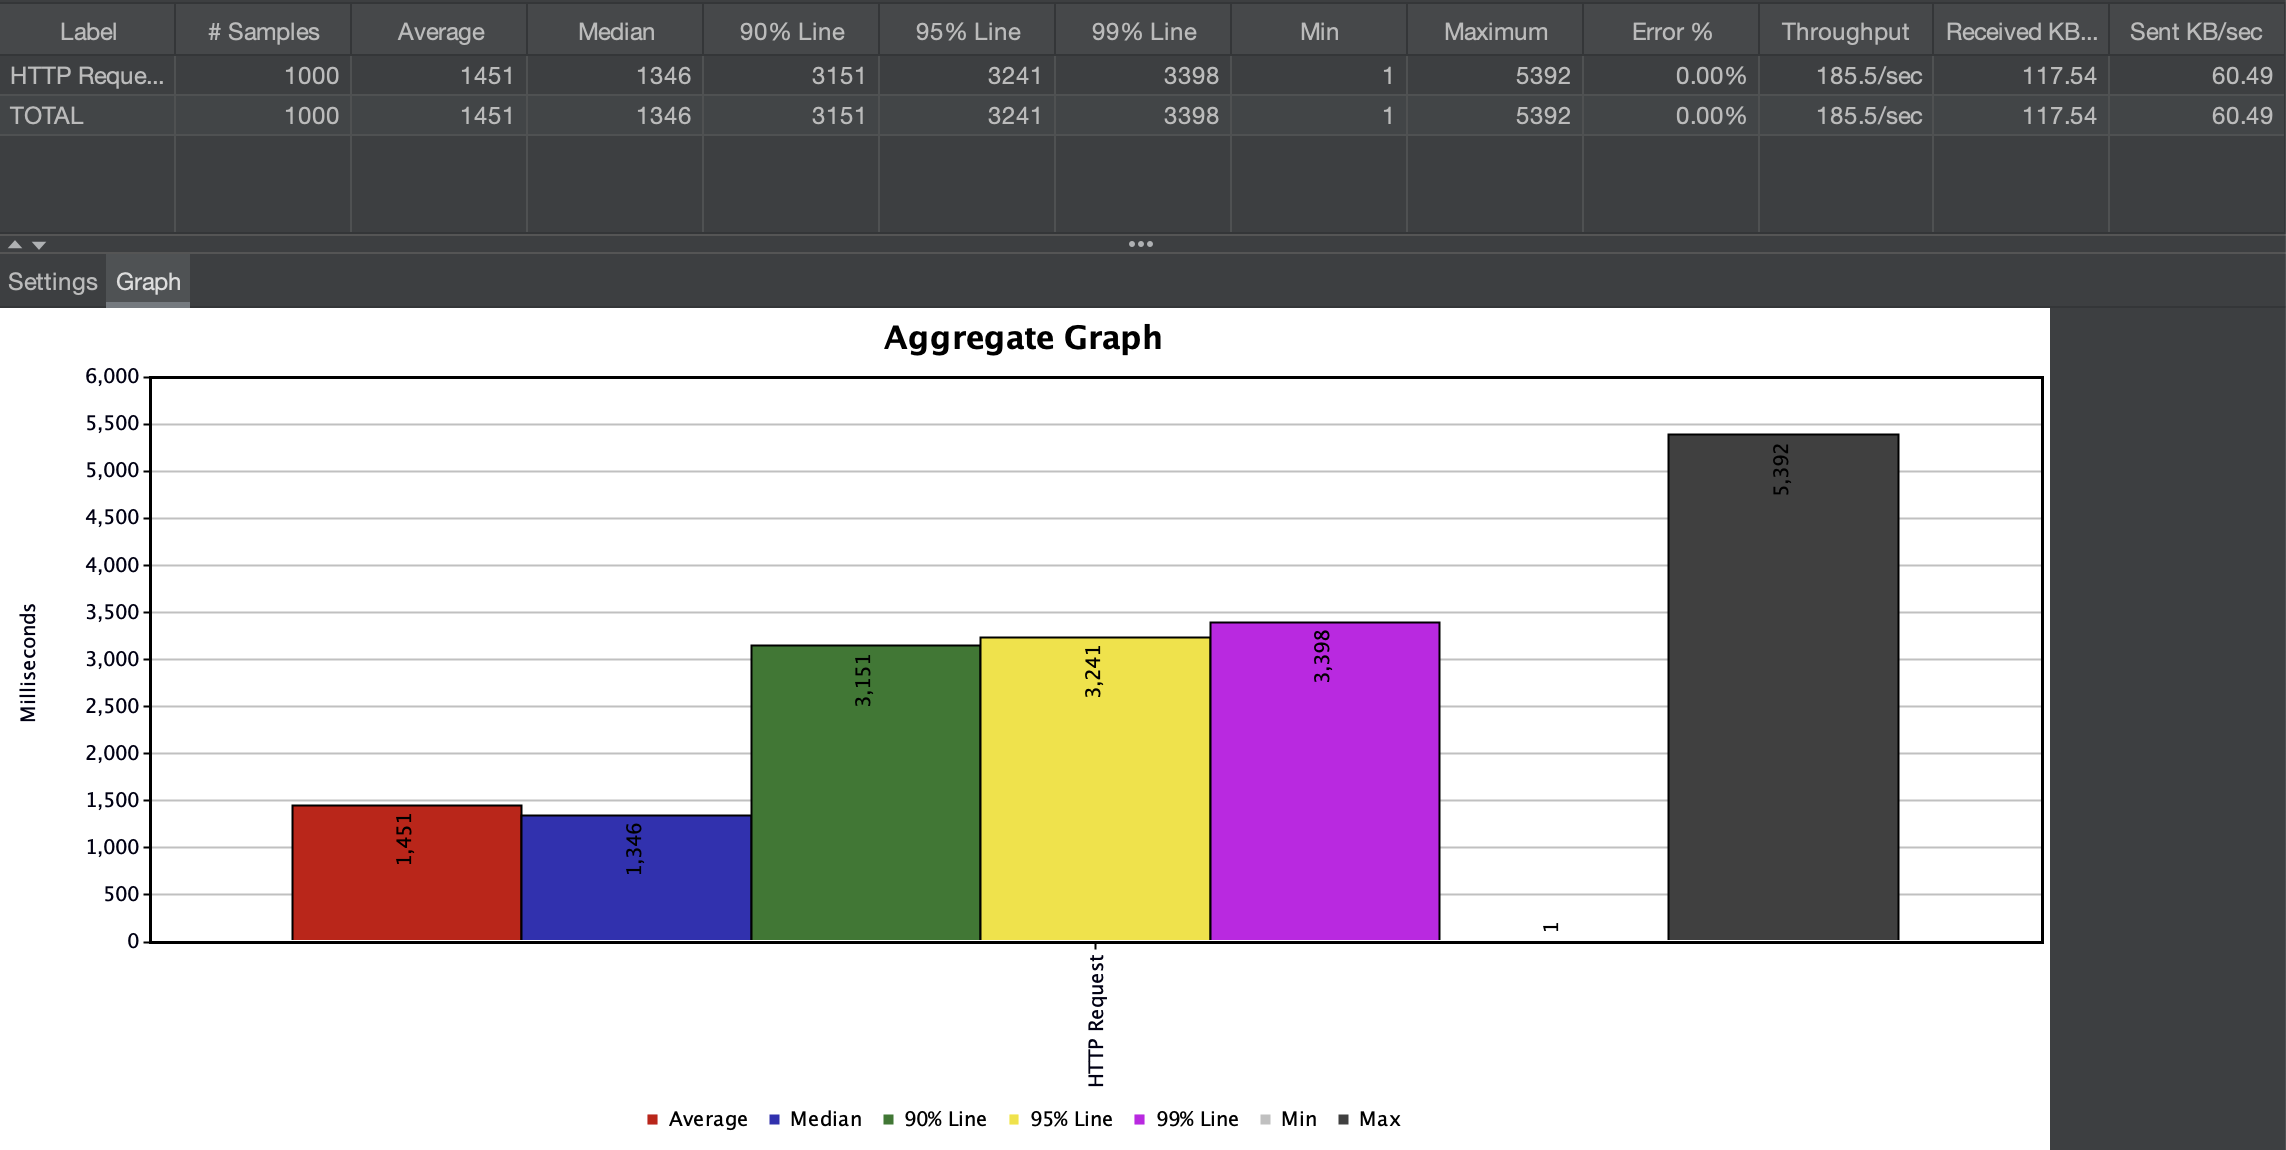 Label # Samples Average Median 90% Line 95% Line 99% Line Min Maximum Error % Throughput Received KB... Sent KB/sec
HTTP Reque... 1000 1451 1346 3151 3241 3398 1 5392 0.00% 185.5/sec 117.54 60.49
TOTAL 1000 1451 1346 3151 3241 3398 1 5392 0.00% 185.5/sec 117.54 60.49
Settings Graph
Aggregate Graph
6,000
5,500
5,000
4,500
4,000
3,500
3,000
2,500
2,000
1,500
1,000
500
0
Milliseconds
1,451
1,346
3,151
3,241
3,398
1
5,392
HTTP Request
Average Median 90% Line 95% Line 99% Line Min Max